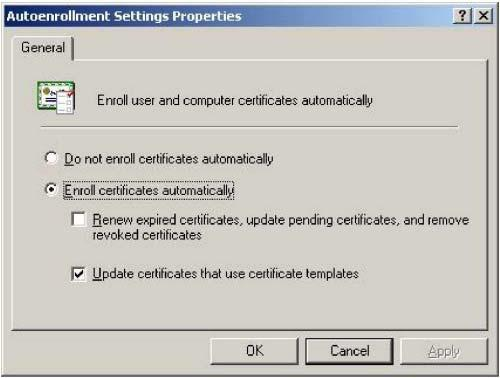 Autoenrollment Settings Properties
General
Enroll user and computer certificates automatically
Do not enroll certificates automatically
Enroll certificates automatically
Renew expired certificates, update pending certificates, and remove
revoked certificates
Update certificates that use certificate templates
OK Cancel Apply